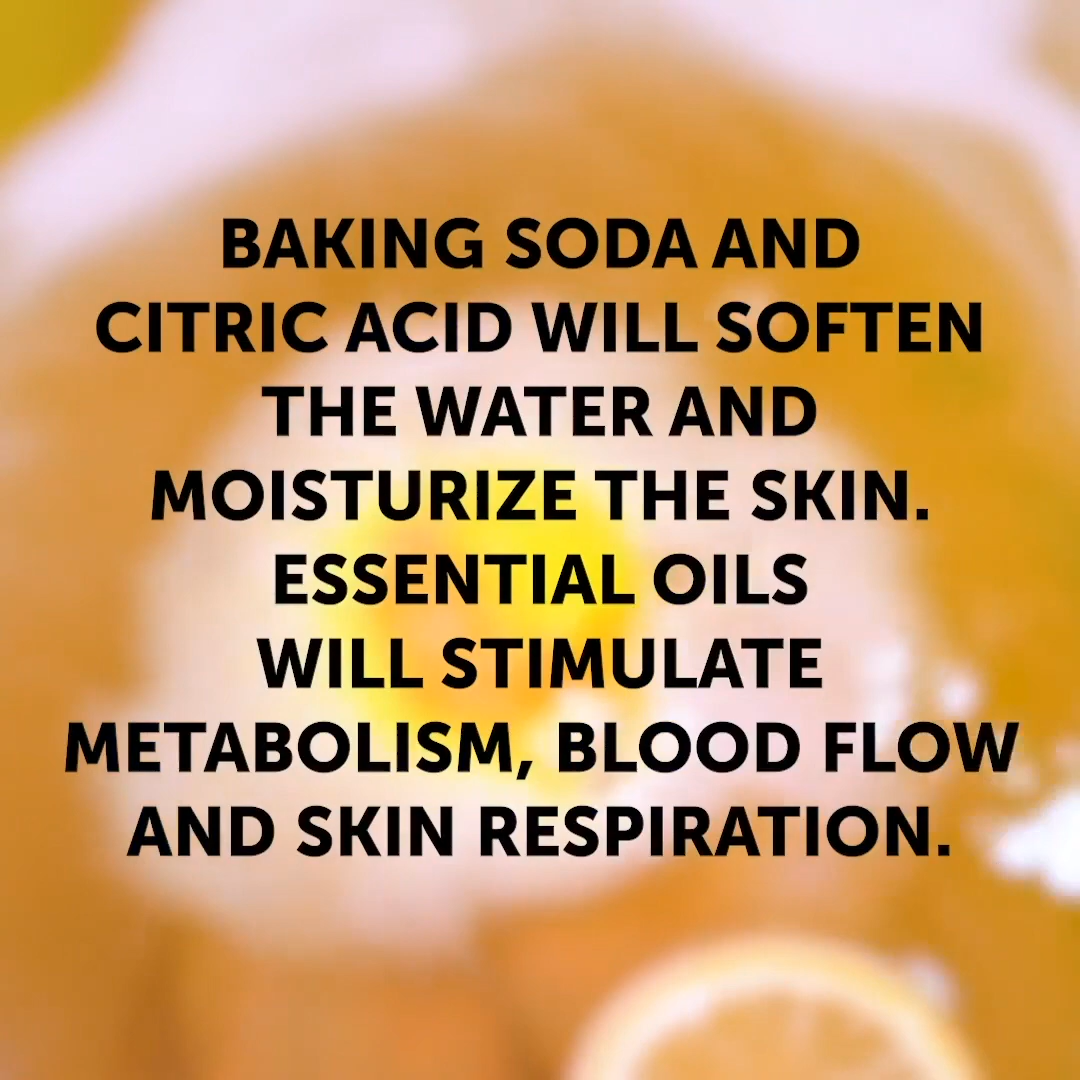 BAKING SODA AND
CITRIC ACID WILL SOFTEN
THE WATER AND
MOISTURIZE THE SKIN.
ESSENTIAL OILS
WILL STIMULATE
METABOLISM, BLOOD FLOW
AND SKIN RESPIRATION.